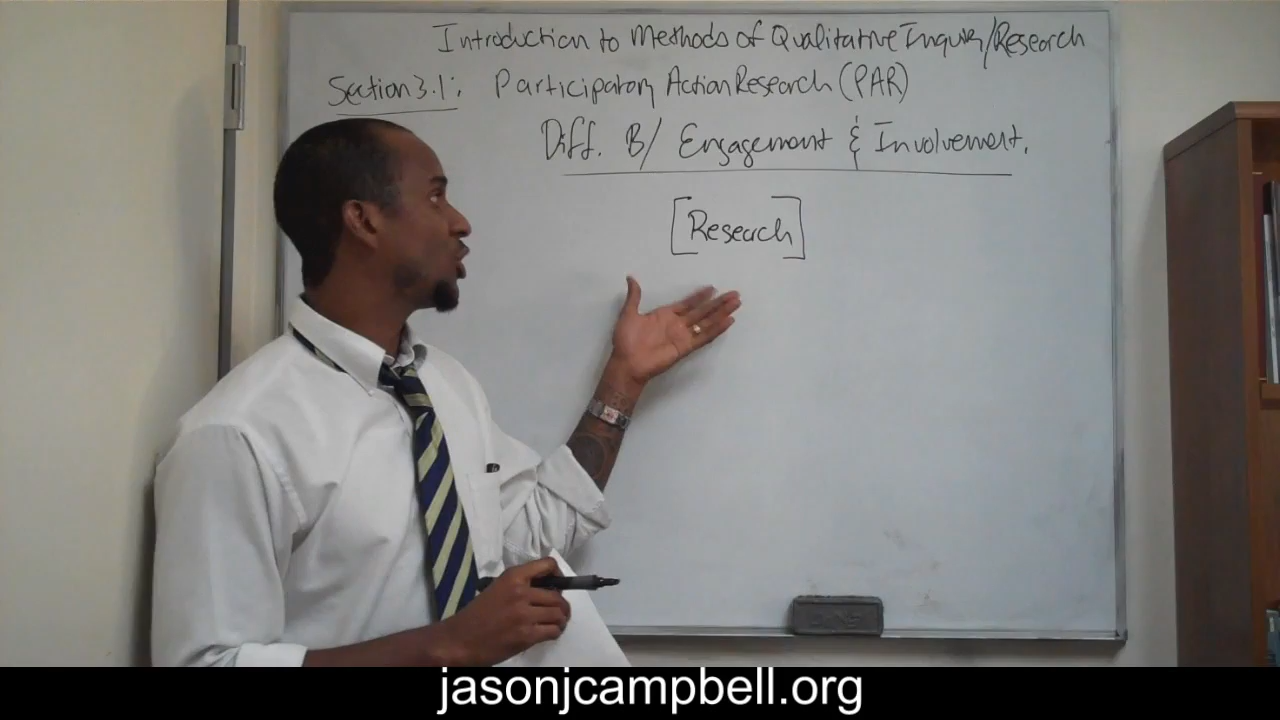 Introduction to Methods of Qualitative Inquiry/Research
Section 3.1: Participatory Action Research (PAR)
Diff. B/ Engagement & Involvement.
[Research]
jasonjcampbell.org